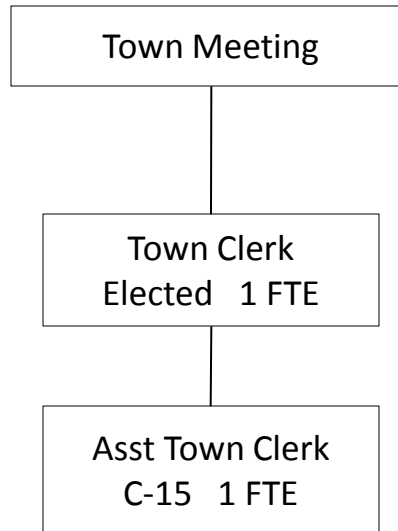 Town Meeting
Town Clerk
Elected 1 FTE
Asst Town Clerk
C-15 1 FTE